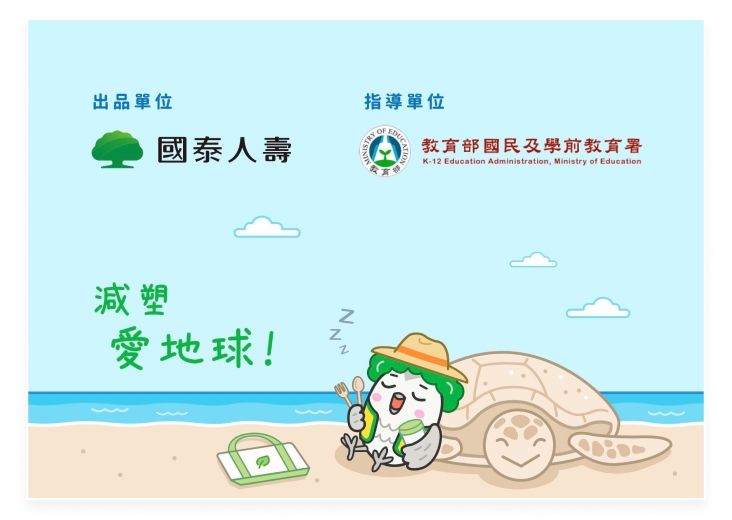 出品單位
國泰人壽
指導單位
MINISTRY OF EDUCATION
教育部
教育部國民及學前教育署
K-12 Education Administration, Ministry of Education
減塑
愛地球!
Z
Z
Z